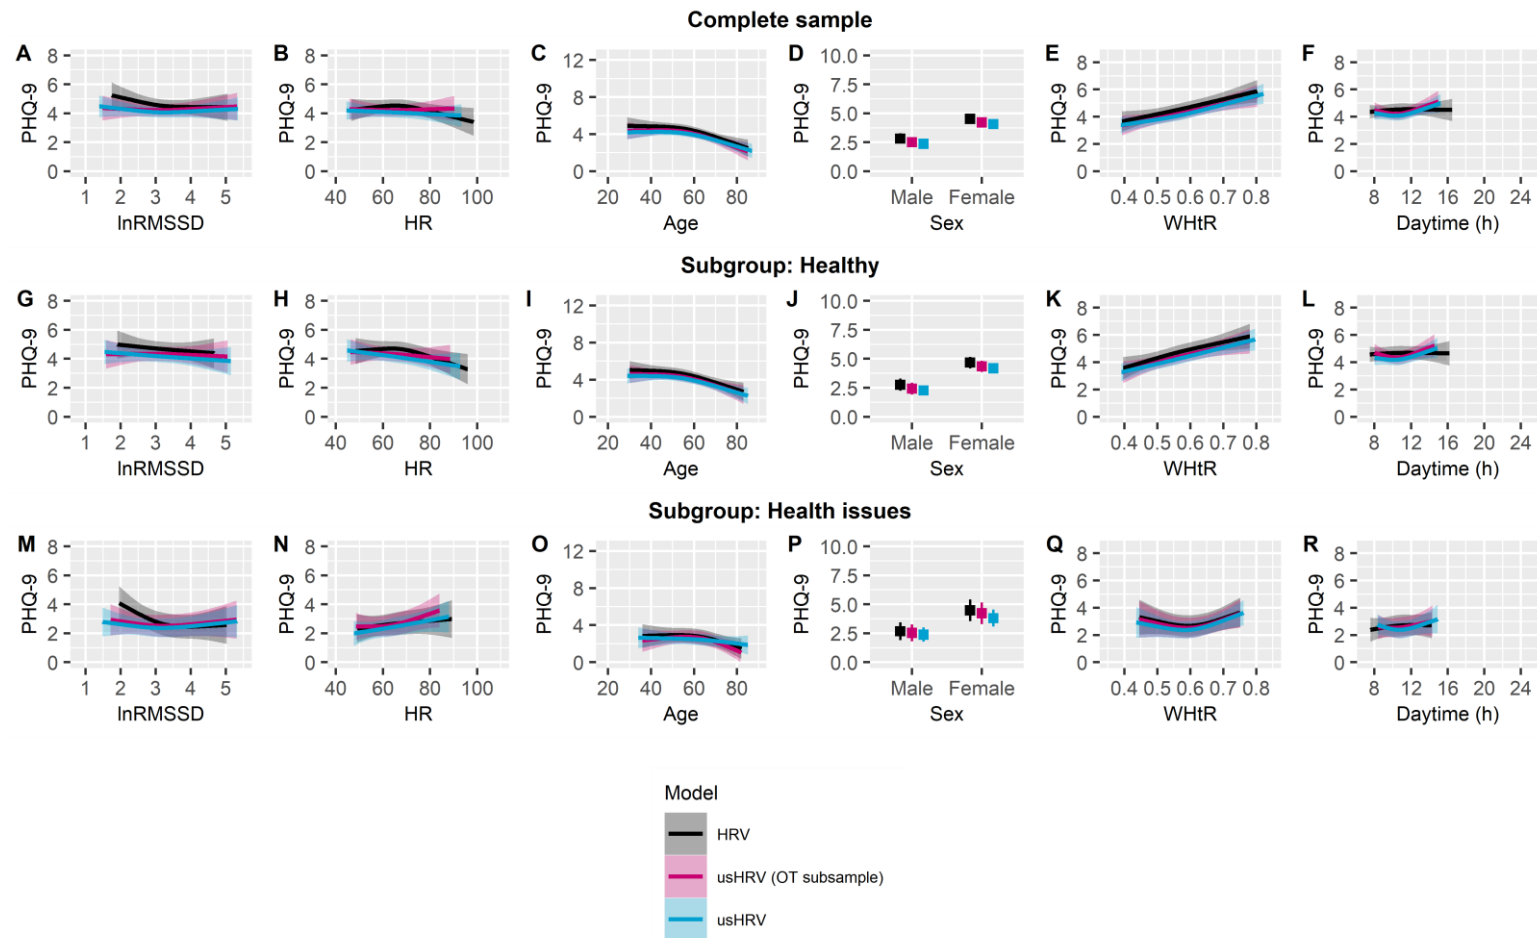 Complete sample
A B C D E F
PHQ-9 8 6 4 2 0 PHQ-9 8 6 4 2 0 PHQ-9 12 8 4 0 PHQ-9 10.0 7.5 5.0 2.5 0.0 PHQ-9 8 6 4 2 0 PHQ-9 8 6 4 2 0
1 2 3 4 5 40 60 80 100 20 40 60 80 Male Female 0.4 0.5 0.6 0.7 0.8 8 12 16 20 24
lnRMSSD HR Age Sex WHtR Daytime (h)
Subgroup: Healthy
G H I J K L
PHQ-9 8 6 4 2 0 PHQ-9 8 6 4 2 0 PHQ-9 12 8 4 0 PHQ-9 10.0 7.5 5.0 2.5 0.0 PHQ-9 8 6 4 2 0 PHQ-9 8 6 4 2 0
1 2 3 4 5 40 60 80 100 20 40 60 80 Male Female 0.4 0.5 0.6 0.7 0.8 8 12 16 20 24
lnRMSSD HR Age Sex WHtR Daytime (h)
Subgroup: Health issues
M N O P Q R
PHQ-9 8 6 4 2 0 PHQ-9 8 6 4 2 0 PHQ-9 12 8 4 0 PHQ-9 10.0 7.5 5.0 2.5 0.0 PHQ-9 8 6 4 2 0 PHQ-9 8 6 4 2 0
1 2 3 4 5 40 60 80 100 20 40 60 80 Male Female 0.4 0.5 0.6 0.7 0.8 8 12 16 20 24
lnRMSSD HR Age Sex WHtR Daytime (h)
Model
HRV
usHRV (OT subsample)
usHRV